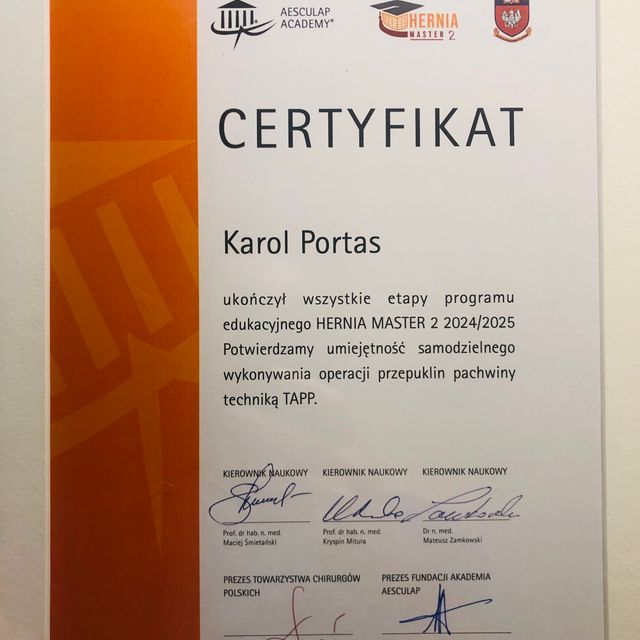 AESCULAP
ACADEMY®
HERNIA
MASTER 2
CERTYFIKAT
Karol Portas
ukończył wszystkie etapy programu
edukacyjnego HERNIA MASTER 2 2024/2025
Potwierdzamy umiejętność samodzielnego
wykonywania operacji przepuklin pachwiny
techniką TAPP.
KIEROWNIK NAUKOWY KIEROWNIK NAUKOWY KIEROWNIK NAUKOWY
Prof. dr hab. n. med. Prof. dr hab. n. med. Dr n. med.
Maciej Śmietański Kryspin Mitura Mateusz Zamkowski
PREZES TOWARZYSTWA CHIRURGÓW PREZES FUNDACJI AKADEMIA
POLSKICH AESCULAP